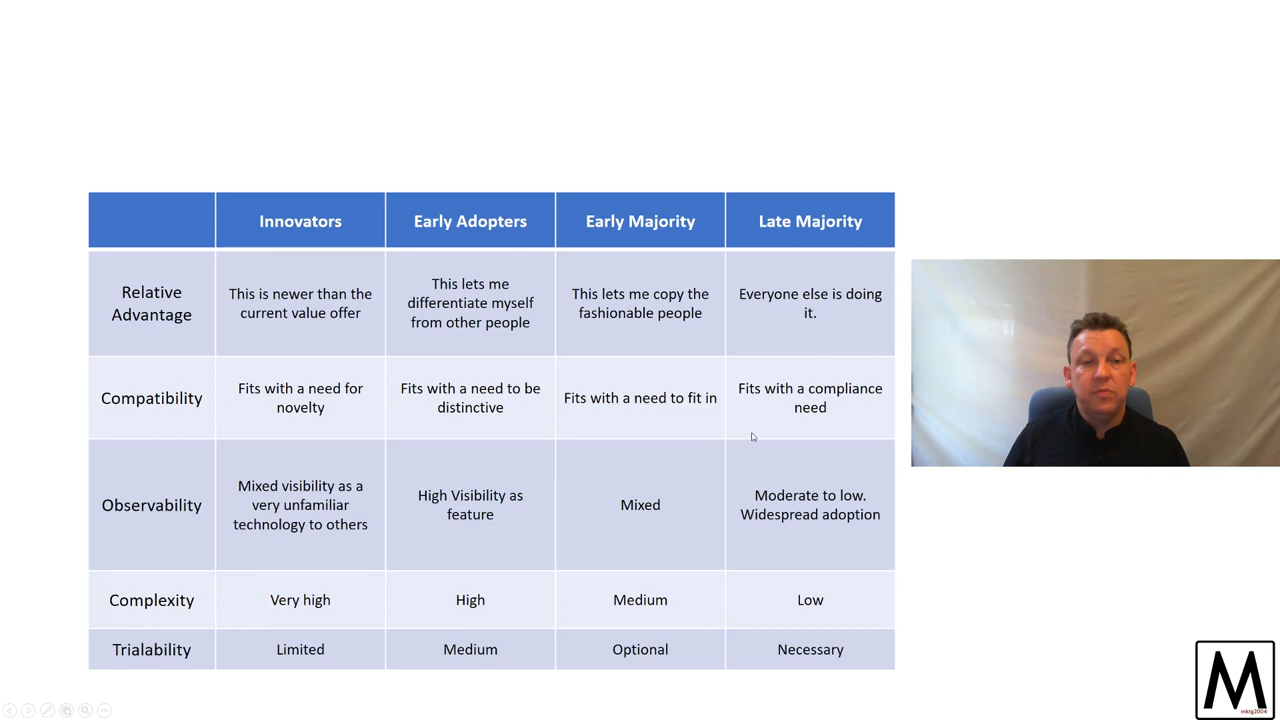 Innovators
Early Adopters
Early Majority
Late Majority
Relative
Advantage
This is newer than the
current value offer
This lets me
differentiate myself
from other people
This lets me copy the
fashionable people
Everyone else is doing
it.
Compatibility
Fits with a need for
novelty
Fits with a need to be
distinctive
Fits with a need to fit in
Fits with a compliance
need
Observability
Mixed visibility as a
very unfamiliar
technology to others
High Visibility as
feature
Mixed
Moderate to low.
Widespread adoption
Complexity
Very high
High
Medium
Low
Trialability
Limited
Medium
Optional
Necessary
M
mktg2004